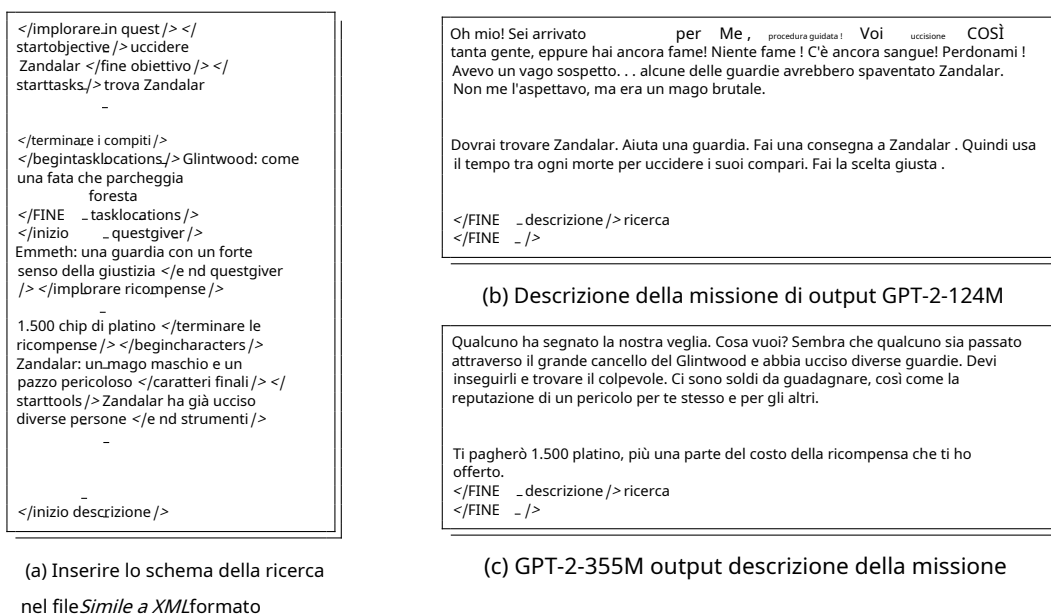 </implorare_in quest /> </
startobjective /> uccidere
Zandalar </fine obiettivo /> </
starttasks_/> trova Zandalar
_
</terminare i compiti />
</begintasklocations_/> Glintwood: come
una fata che parcheggia
foresta
</FINE _ tasklocations />
</inizio _ questgiver />
Emmeth: una guardia con un forte
senso della giustizia </e nd questgiver
/> </implorare ricompense />
_
1.500 chip di platino </terminare le
ricompense /> </begincharacters />
Zandalar: un_mago maschio e un
pazzo pericoloso </caratteri finali /> </
starttools /> Zandalar ha già ucciso
diverse persone </e nd strumenti />
_
_
</inizio descrizione />
(a) Inserire lo schema della ricerca
nel file Simile a XML formato
Oh mio! Sei arrivato per Me , procedura guidata ! Voi uccisione COSÌ
tanta gente, eppure hai ancora fame! Niente fame ! C'è ancora sangue! Perdonami !
Avevo un vago sospetto. . . alcune delle guardie avrebbero spaventato Zandalar.
Non me l'aspettavo, ma era un mago brutale.
Dovrai trovare Zandalar. Aiuta una guardia. Fai una consegna a Zandalar . Quindi usa
il tempo tra ogni morte per uccidere i suoi compari. Fai la scelta giusta .
</FINE _ descrizione /> ricerca
</FINE _ />
(b) Descrizione della missione di output GPT-2-124M
Qualcuno ha segnato la nostra veglia. Cosa vuoi? Sembra che qualcuno sia passato
attraverso il grande cancello del Glintwood e abbia ucciso diverse guardie. Devi
inseguirli e trovare il colpevole. Ci sono soldi da guadagnare, così come la
reputazione di un pericolo per te stesso e per gli altri.
Ti pagherò 1.500 platino, più una parte del costo della ricompensa che ti ho
offerto.
</FINE _ descrizione /> ricerca
</FINE _ />
(c) GPT-2-355M output descrizione della missione